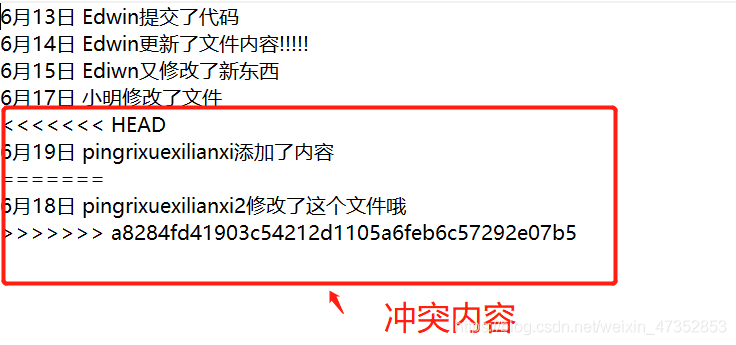 6月13日 Edwin提交了代码
6月14日 Edwin更新了文件内容!!!!!
6月15日 Ediwn又修改了新东西
6月17日 小明修改了文件
<<<<<<< HEAD
6月19日 pingrixuexilianxi添加了内容
=======
6月18日 pingrixuexilianxi2修改了这个文件哦
>>>>>>> a8284fd41903c54212d1105a6feb6c57292e07b5
冲突内容
https://blog.csdn.net/weixin_47352853